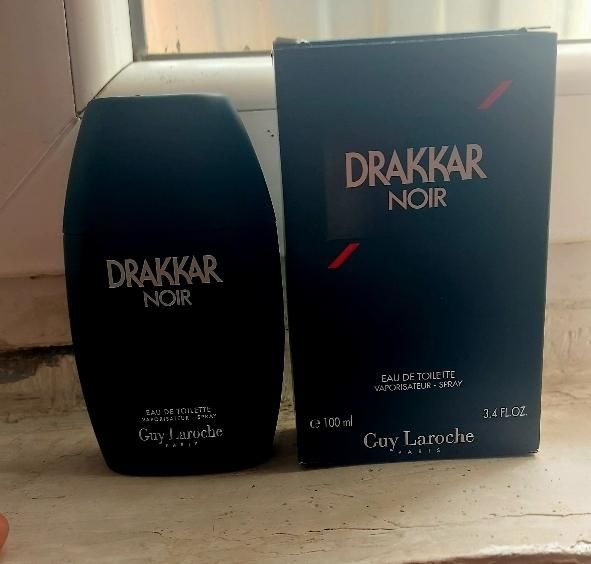 DRAKKAR
NOIR
EAU DE TOILETTE
VAPORISATEUR - SPRAY
Guy Laroche
PARIS
DRAKKAR
NOIR
EAU DE TOILETTE
VAPORISATEUR - SPRAY
℮ 100 ml
3,4 FL.OZ.
Guy Laroche
PARIS